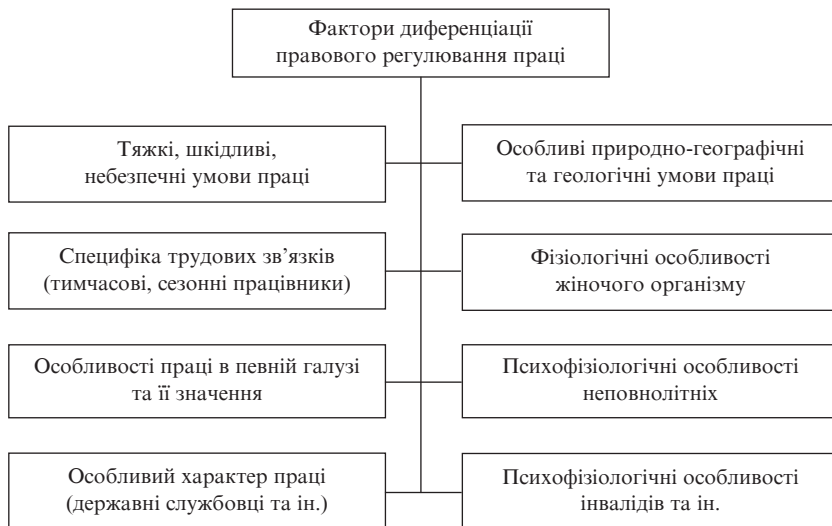 Фактори диференціації
правового регулювання праці
Тяжкі, шкідливі,
небезпечні умови праці
Особливі природно-географічні
та геологічні умови праці
Специфіка трудових зв’язків
(тимчасові, сезонні працівники)
Фізіологічні особливості
жіночого організму
Особливості праці в певній галузі
та її значення
Психофізіологічні особливості
неповнолітніх
Особливий характер праці
(державні службовці та ін.)
Психофізіологічні особливості
інвалідів та ін.